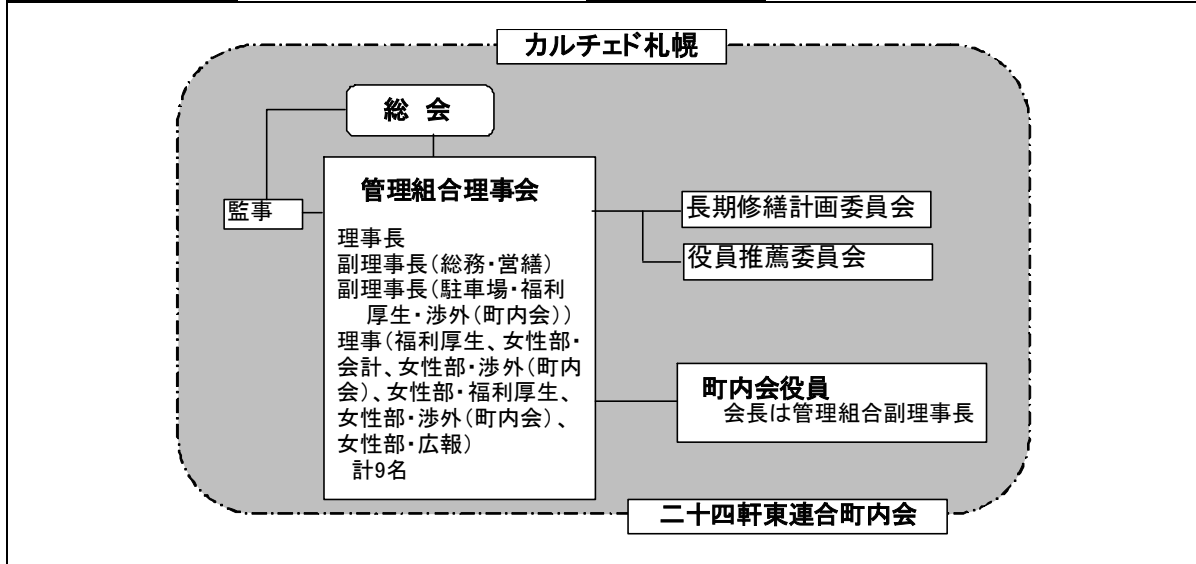 カルチェド札幌
総 会
管理組合理事会
監事
理事長
副理事長(総務・営繕)
副理事長(駐車場・福利
厚生・渉外(町内会))
理事(福利厚生、女性部・
会計、女性部・渉外(町内
会)、女性部・福利厚生、
女性部・渉外(町内会)、
女性部・広報)
計9名
長期修繕計画委員会
役員推薦委員会
町内会役員
会長は管理組合副理事長
二十四軒東連合町内会